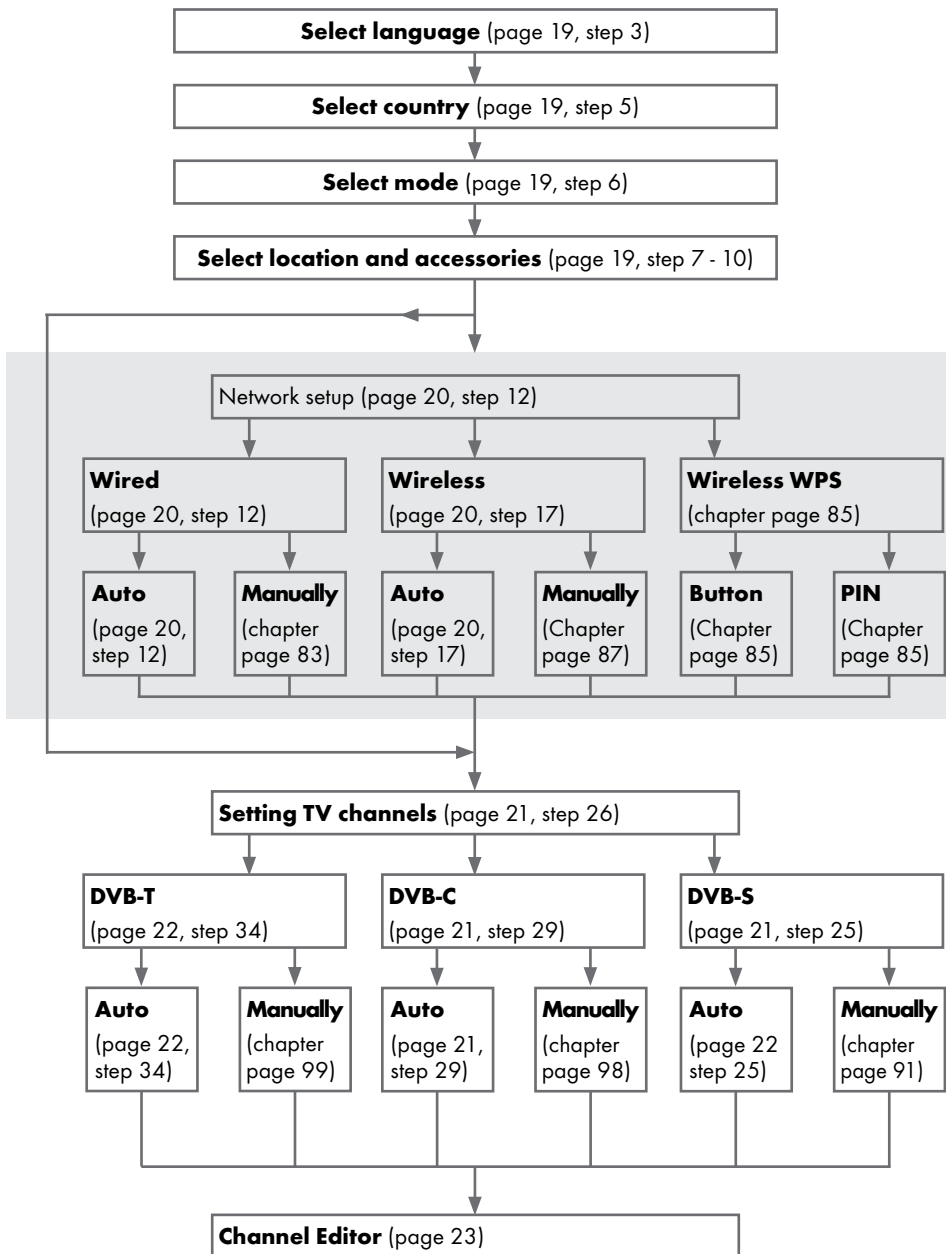 Select language (page 19, step 3)
Select country (page 19, step 5)
Select mode (page 19, step 6)
Select location and accessories (page 19, step 7 - 10)
Network setup (page 20, step 12)
Wired
(page 20, step 12)
Wireless
(page 20, step 17)
Wireless WPS
(chapter page 85)
Auto
(page 20,
step 12)
Manually
(chapter
page 83)
Auto
(page 20,
step 17)
Manually
(Chapter
page 87)
Button
(Chapter
page 85)
PIN
(Chapter
page 85)
Setting TV channels (page 21, step 26)
DVB-T
(page 22, step 34)
DVB-C
(page 21, step 29)
DVB-S
(page 21, step 25)
Auto
(page 22,
step 34)
Manually
(chapter
page 99)
Auto
(page 21,
step 29)
Manually
(chapter
page 98)
Auto
(page 22
step 25)
Manually
(chapter
page 91)
Channel Editor (page 23)